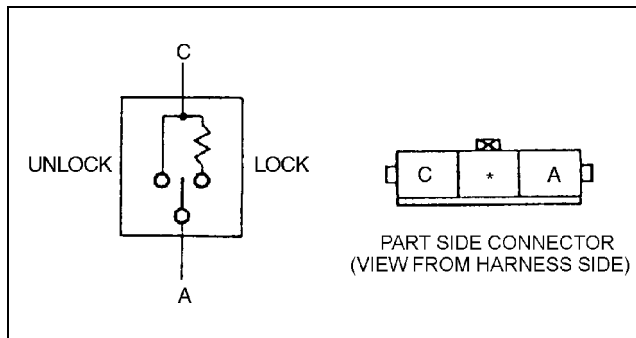 C
UNLOCK
LOCK
A
C * A
PART SIDE CONNECTOR
(VIEW FROM HARNESS SIDE)